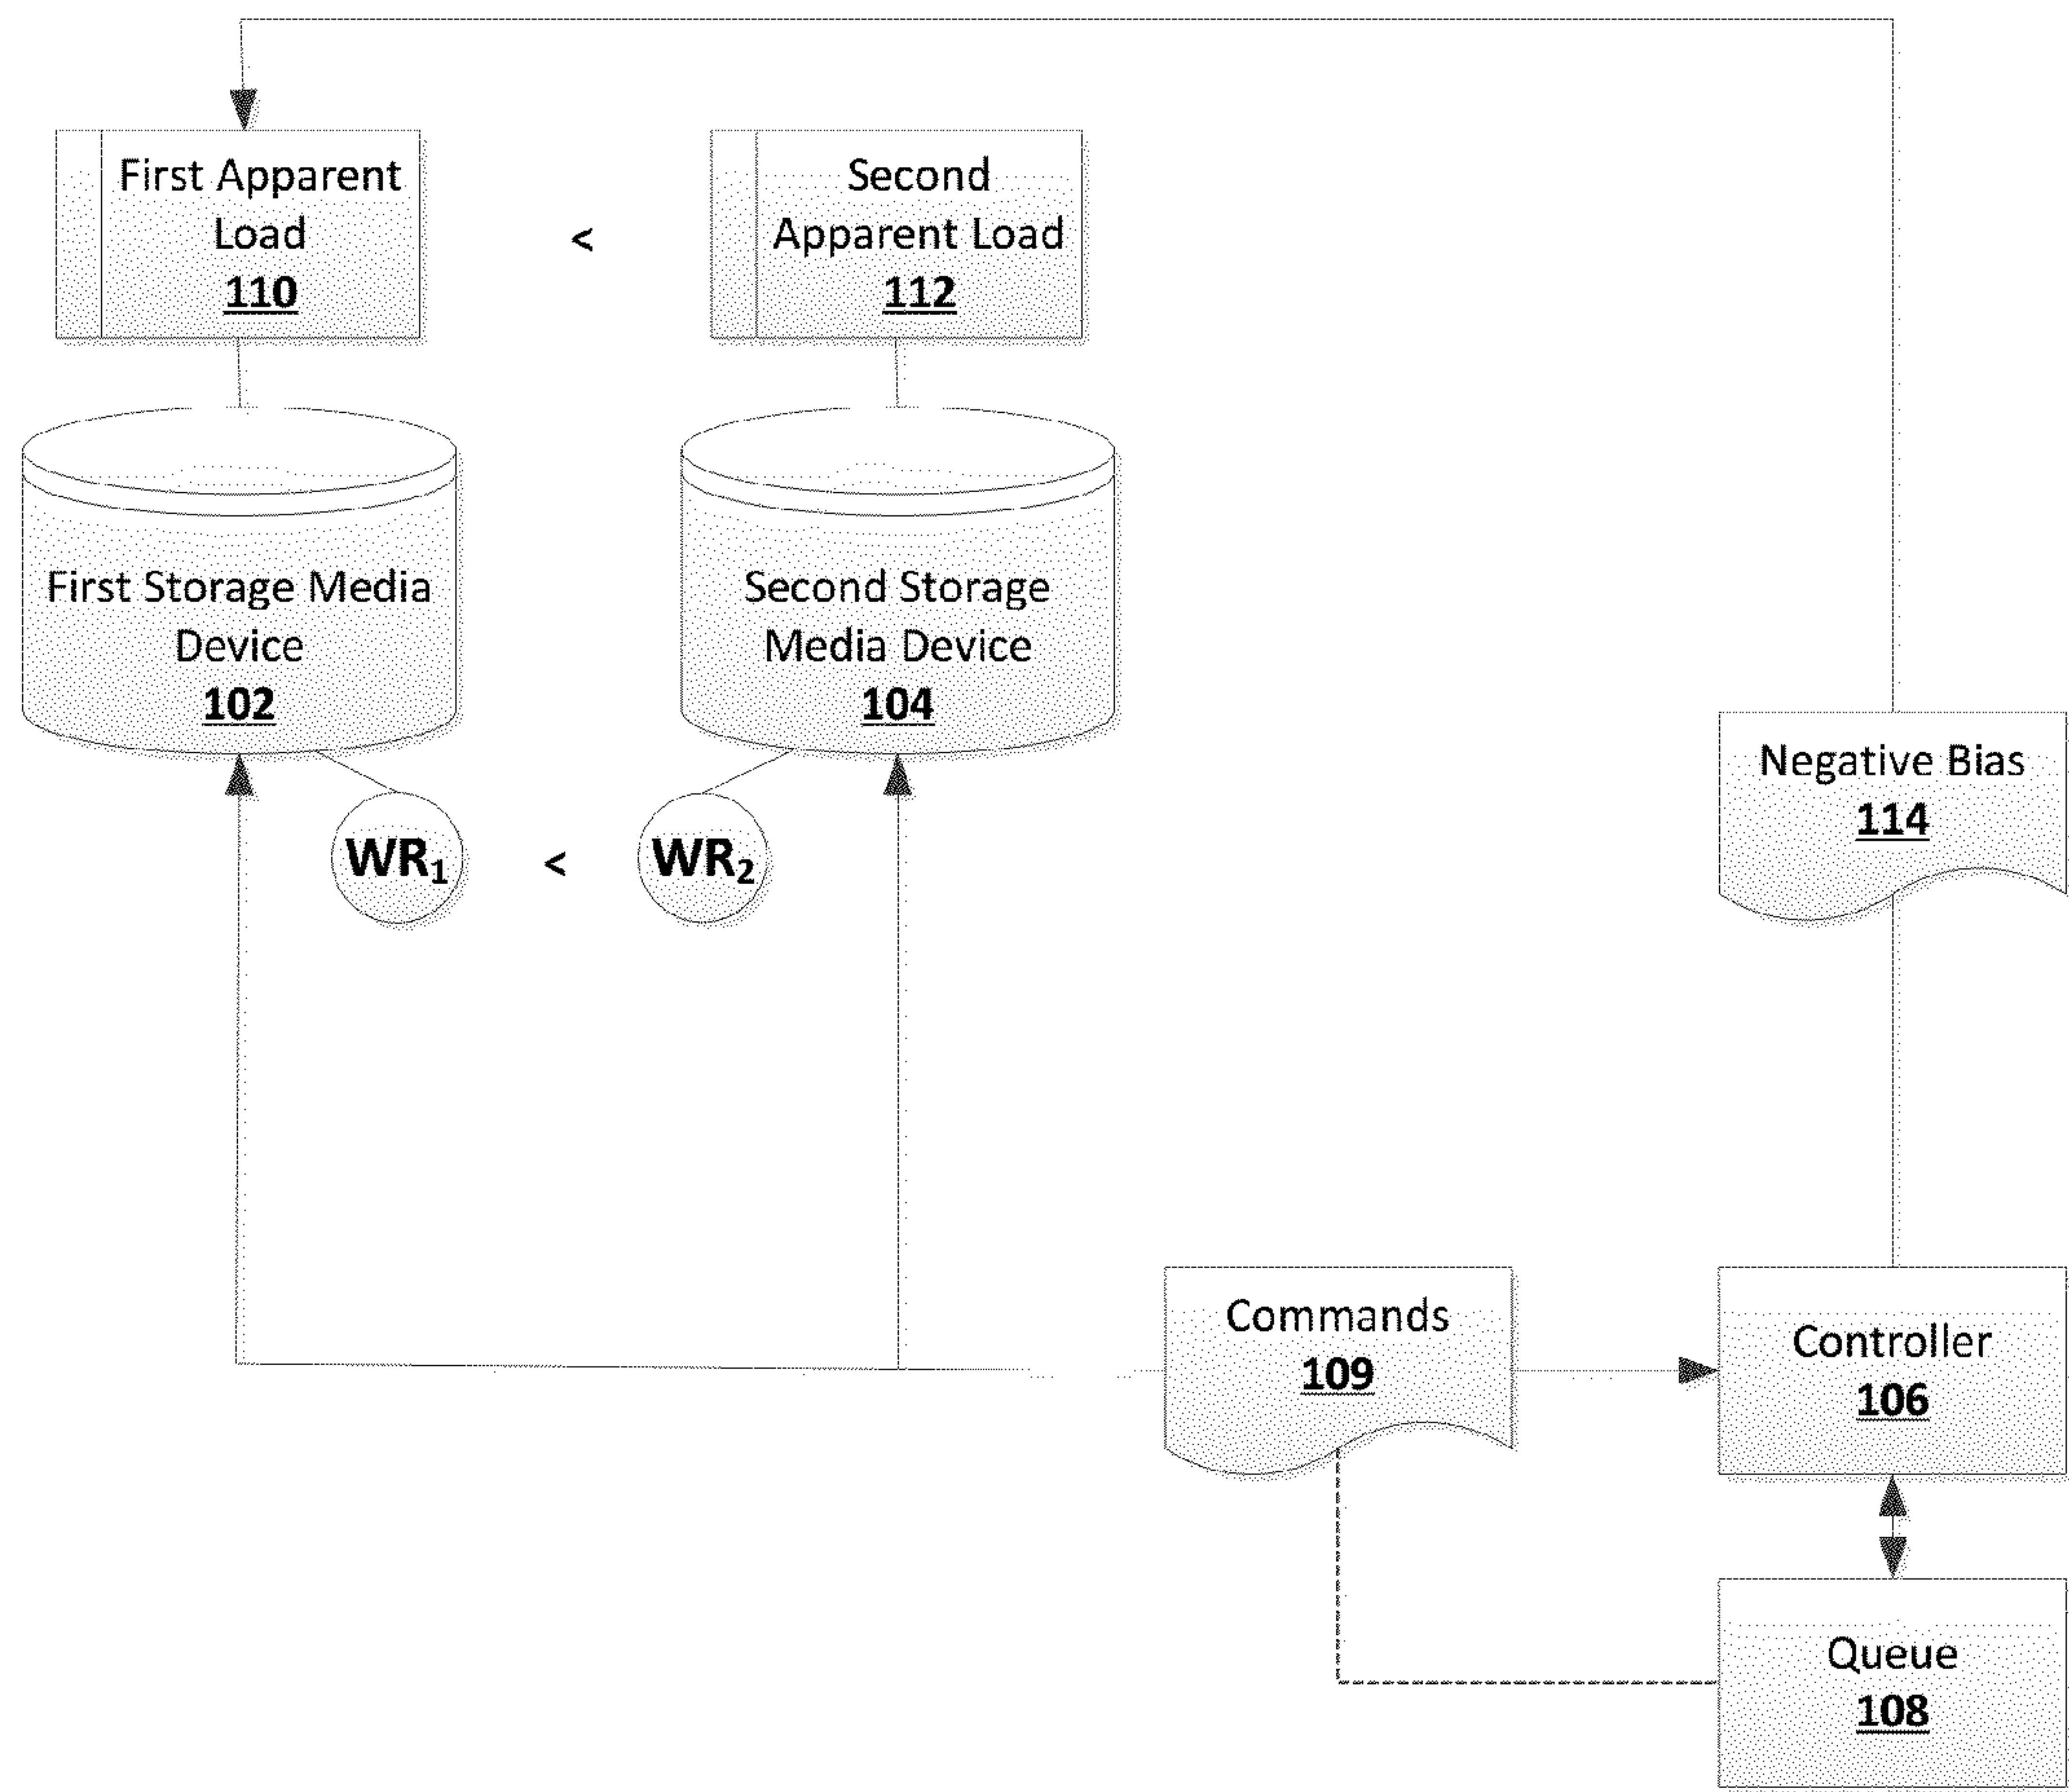 First Apparent
Load
110
<
Second
Apparent Load
112
First Storage Media
Device
102
Second Storage
Media Device
104
Negative Bias
114
WR₁
<
WR₂
Commands
109
Controller
106
Queue
108